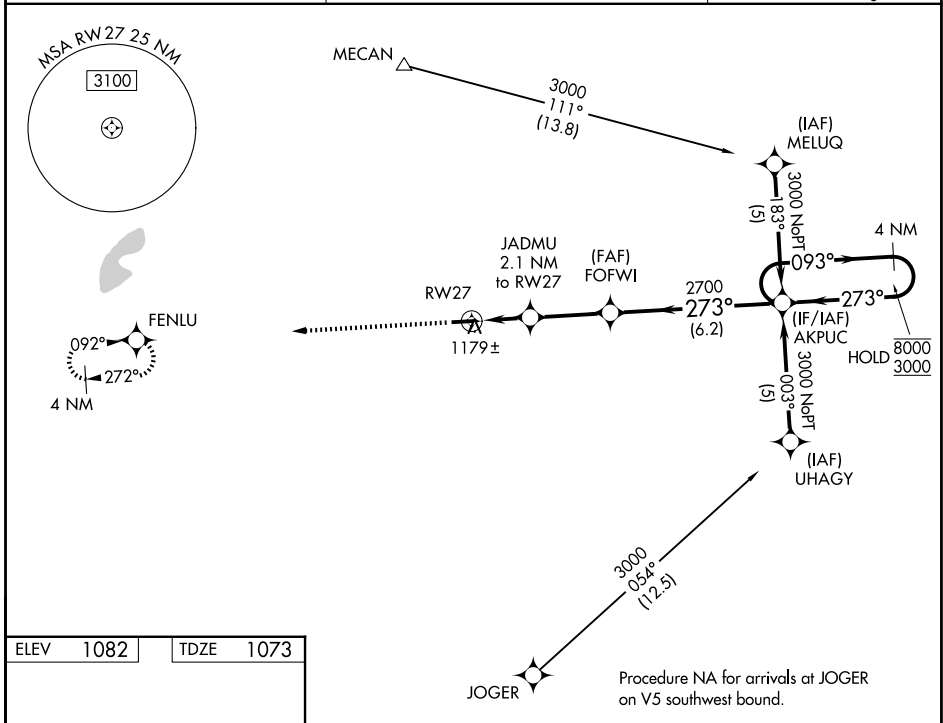 MSA RW27 25 NM
3100
MECAN
3000
111°
(13.8)
(IAF)
MELUQ
3000 NoPT
183°
(5)
4 NM
093°
JADMU
2.1 NM
to RW27
(FAF)
FOFWI
RW27
2700
273°
(6.2)
273°
(IF/IAF)
AKPUC
HOLD
8000
3000
1179±
FENLU
092°
272°
4 NM
3000 NoPT
003°
(5)
(IAF)
UHAGY
3000
054°
(12.5)
ELEV 1082
TDZE 1073
JOGER
Procedure NA for arrivals at JOGER
on V5 southwest bound.